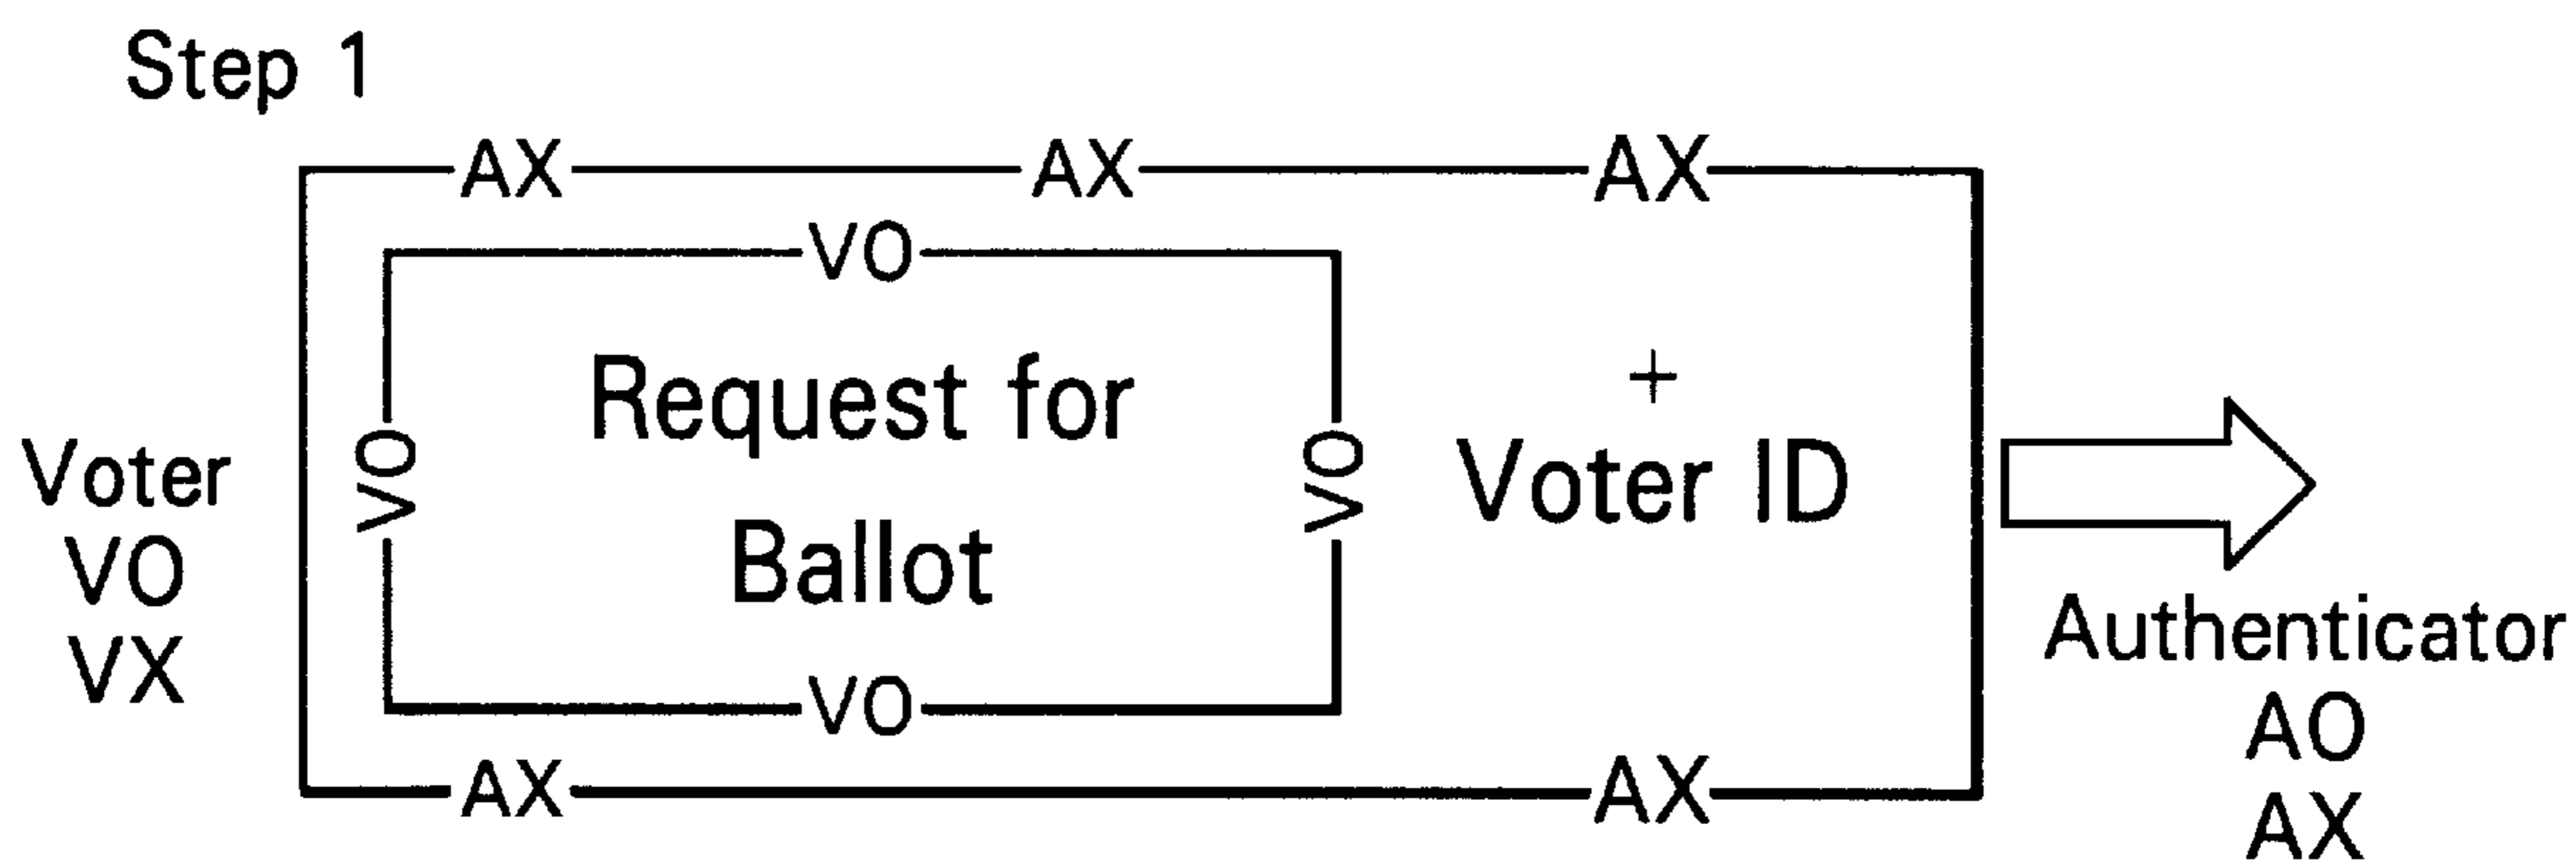 Step 1
AX AX AX
VO
Request for
Ballot
VO
VO
VO
AX AX
+
Voter ID
Voter
VO
VX
Authenticator
AO
AX